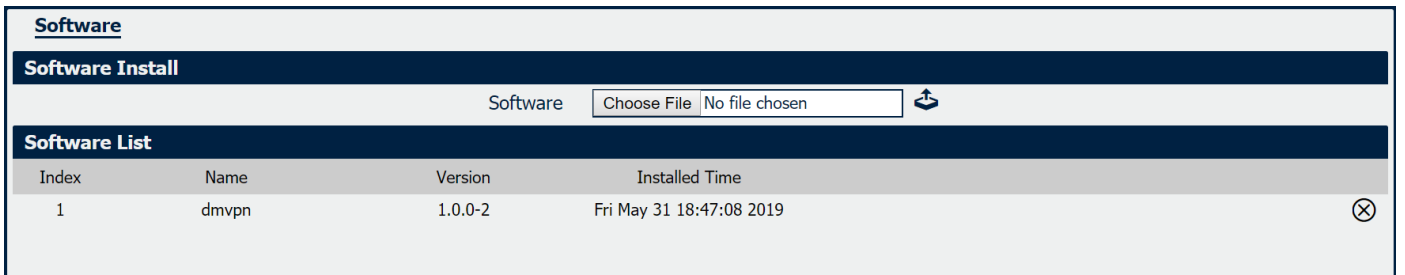 Software
Software Install
Software Choose File No file chosen
Software List
Index Name Version Installed Time
1 dmvpn 1.0.0-2 Fri May 31 18:47:08 2019